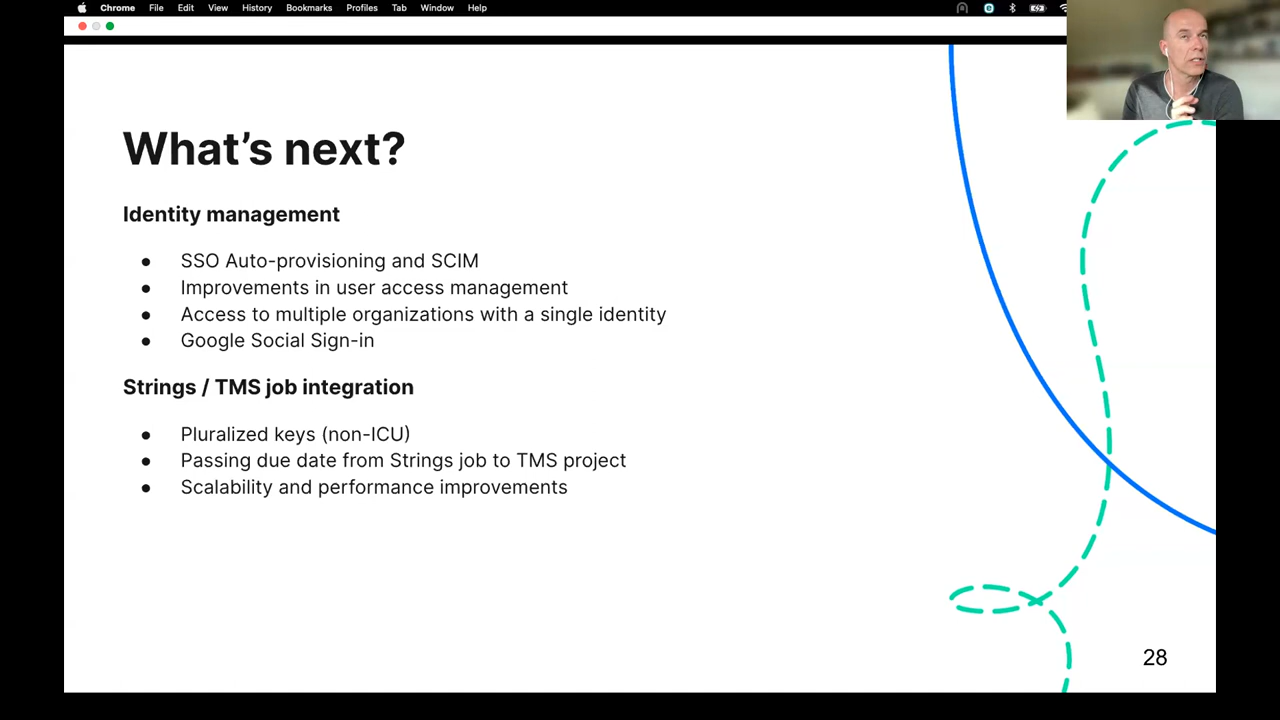 Chrome File Edit View History Bookmarks Profiles Tab Window Help
What’s next?
Identity management
● SSO Auto-provisioning and SCIM
● Improvements in user access management
● Access to multiple organizations with a single identity
● Google Social Sign-in
Strings / TMS job integration
● Pluralized keys (non-ICU)
● Passing due date from Strings job to TMS project
● Scalability and performance improvements
28